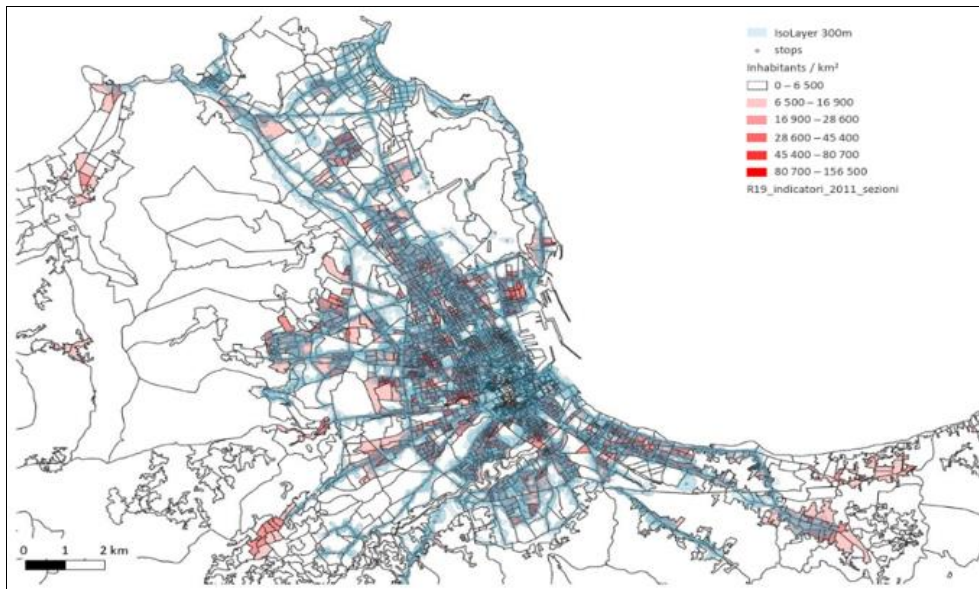 IsoLayer 300m
stops
Inhabitants / km²
0 – 6 500
6 500 – 16 900
16 900 – 28 600
28 600 – 45 400
45 400 – 80 700
80 700 – 156 500
R19_indicatori_2011_sezioni
0 1 2 km